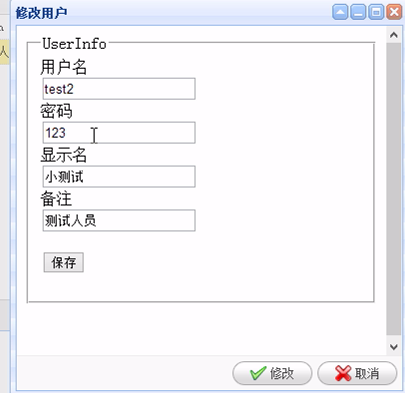 修改用户
UserInfo
用户名
test2
密码
123
显示名
小测试
备注
测试人员
保存
修改
取消